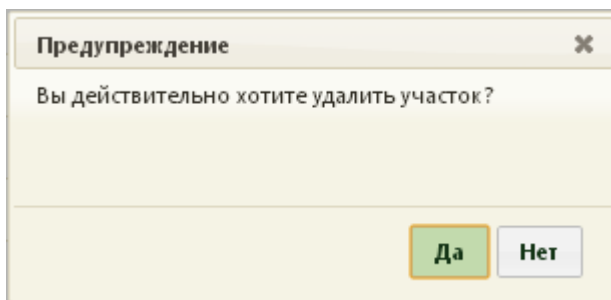 Предупреждение
Вы действительно хотите удалить участок?
Да Нет